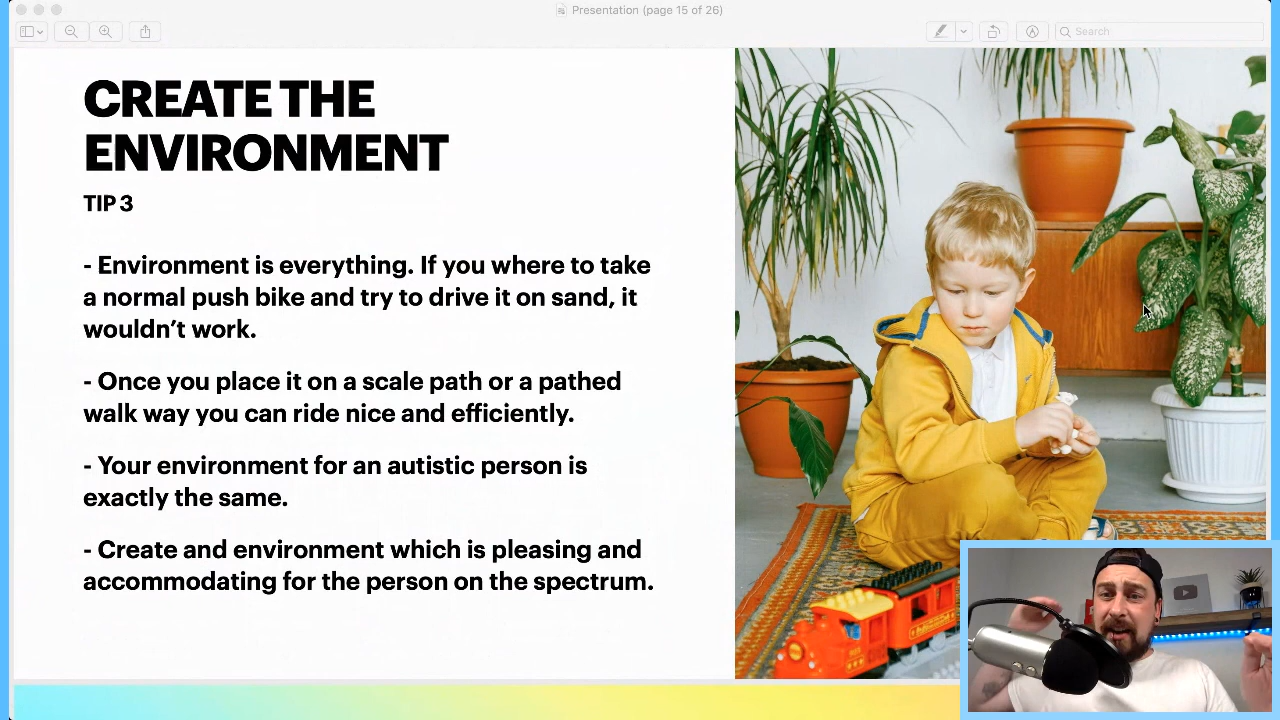 Presentation (page 15 of 26)
Search
CREATE THE
ENVIRONMENT
TIP 3
- Environment is everything. If you where to take
a normal push bike and try to drive it on sand, it
wouldn’t work.
- Once you place it on a scale path or a pathed
walk way you can ride nice and efficiently.
- Your environment for an autistic person is
exactly the same.
- Create and environment which is pleasing and
accommodating for the person on the spectrum.